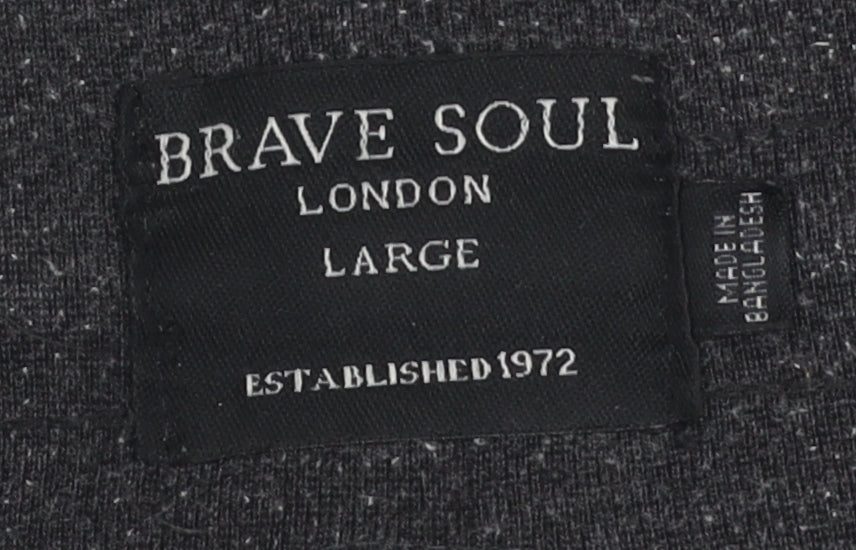 BRAVE SOUL
LONDON
LARGE
ESTABLISHED 1972
MADE IN
BANGLADESH